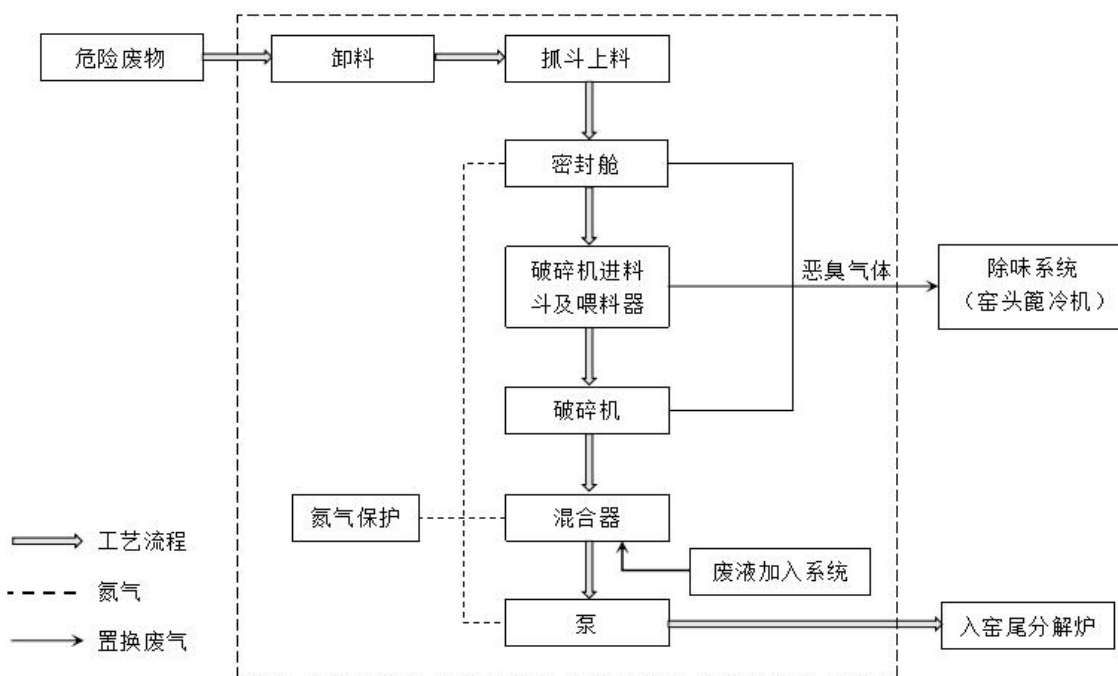 危险废物
卸料
抓斗上料
密封舱
破碎机进料
斗及喂料器
恶臭气体
除味系统
（窑头篦冷机）
破碎机
氮气保护
混合器
废液加入系统
泵
入窑尾分解炉
工艺流程
氮气
置换废气